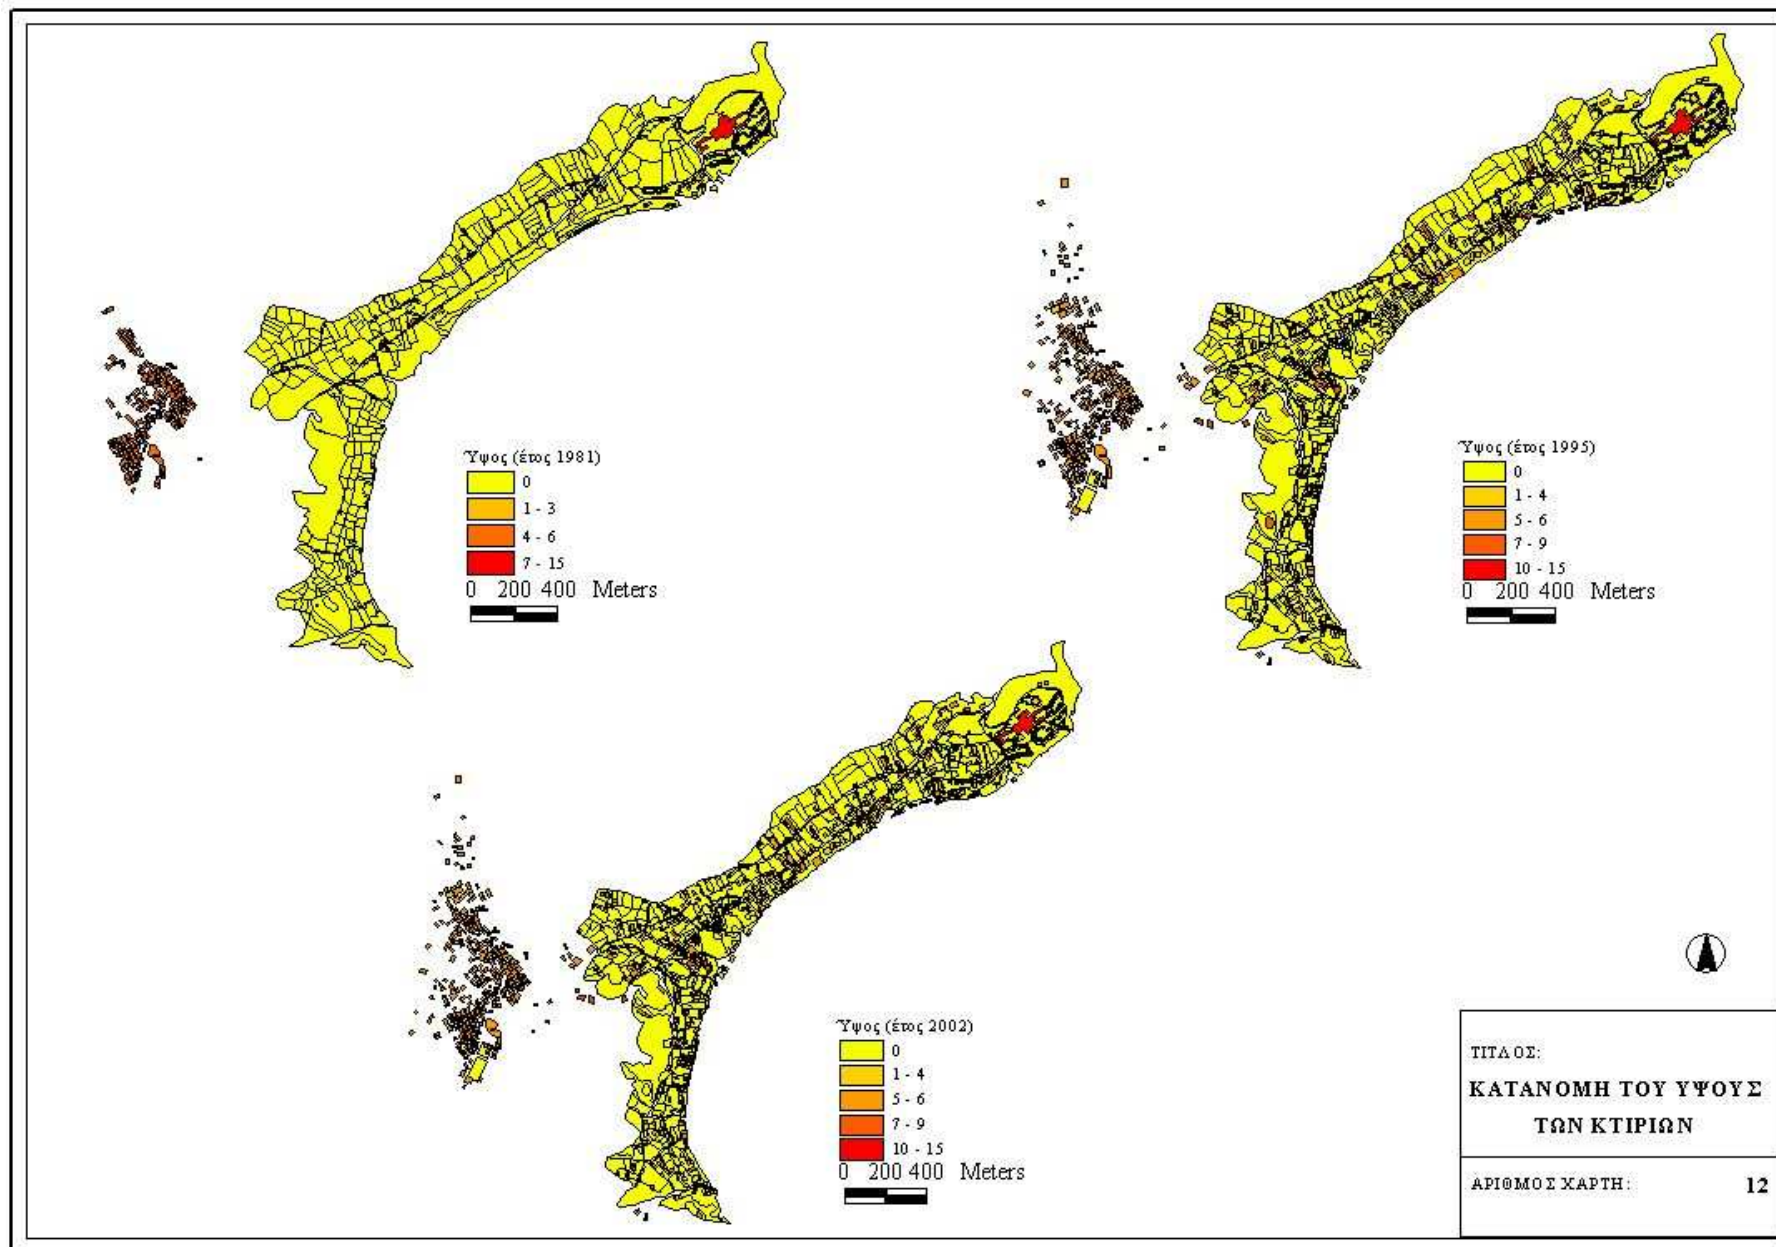 Ύψος (έτος 1981)
0
1 - 3
4 - 6
7 - 15
0 200 400 Meters
Ύψος (έτος 1995)
0
1 - 4
5 - 6
7 - 9
10 - 15
0 200 400 Meters
Ύψος (έτος 2002)
0
1 - 4
5 - 6
7 - 9
10 - 15
0 200 400 Meters
ΤΙΤΛΟΣ:
ΚΑΤΑΝΟΜΗ ΤΟΥ ΥΨΟΥΣ
ΤΩΝ ΚΤΙΡΙΩΝ
ΑΡΙΘΜΟΣ ΧΑΡΤΗ: 12